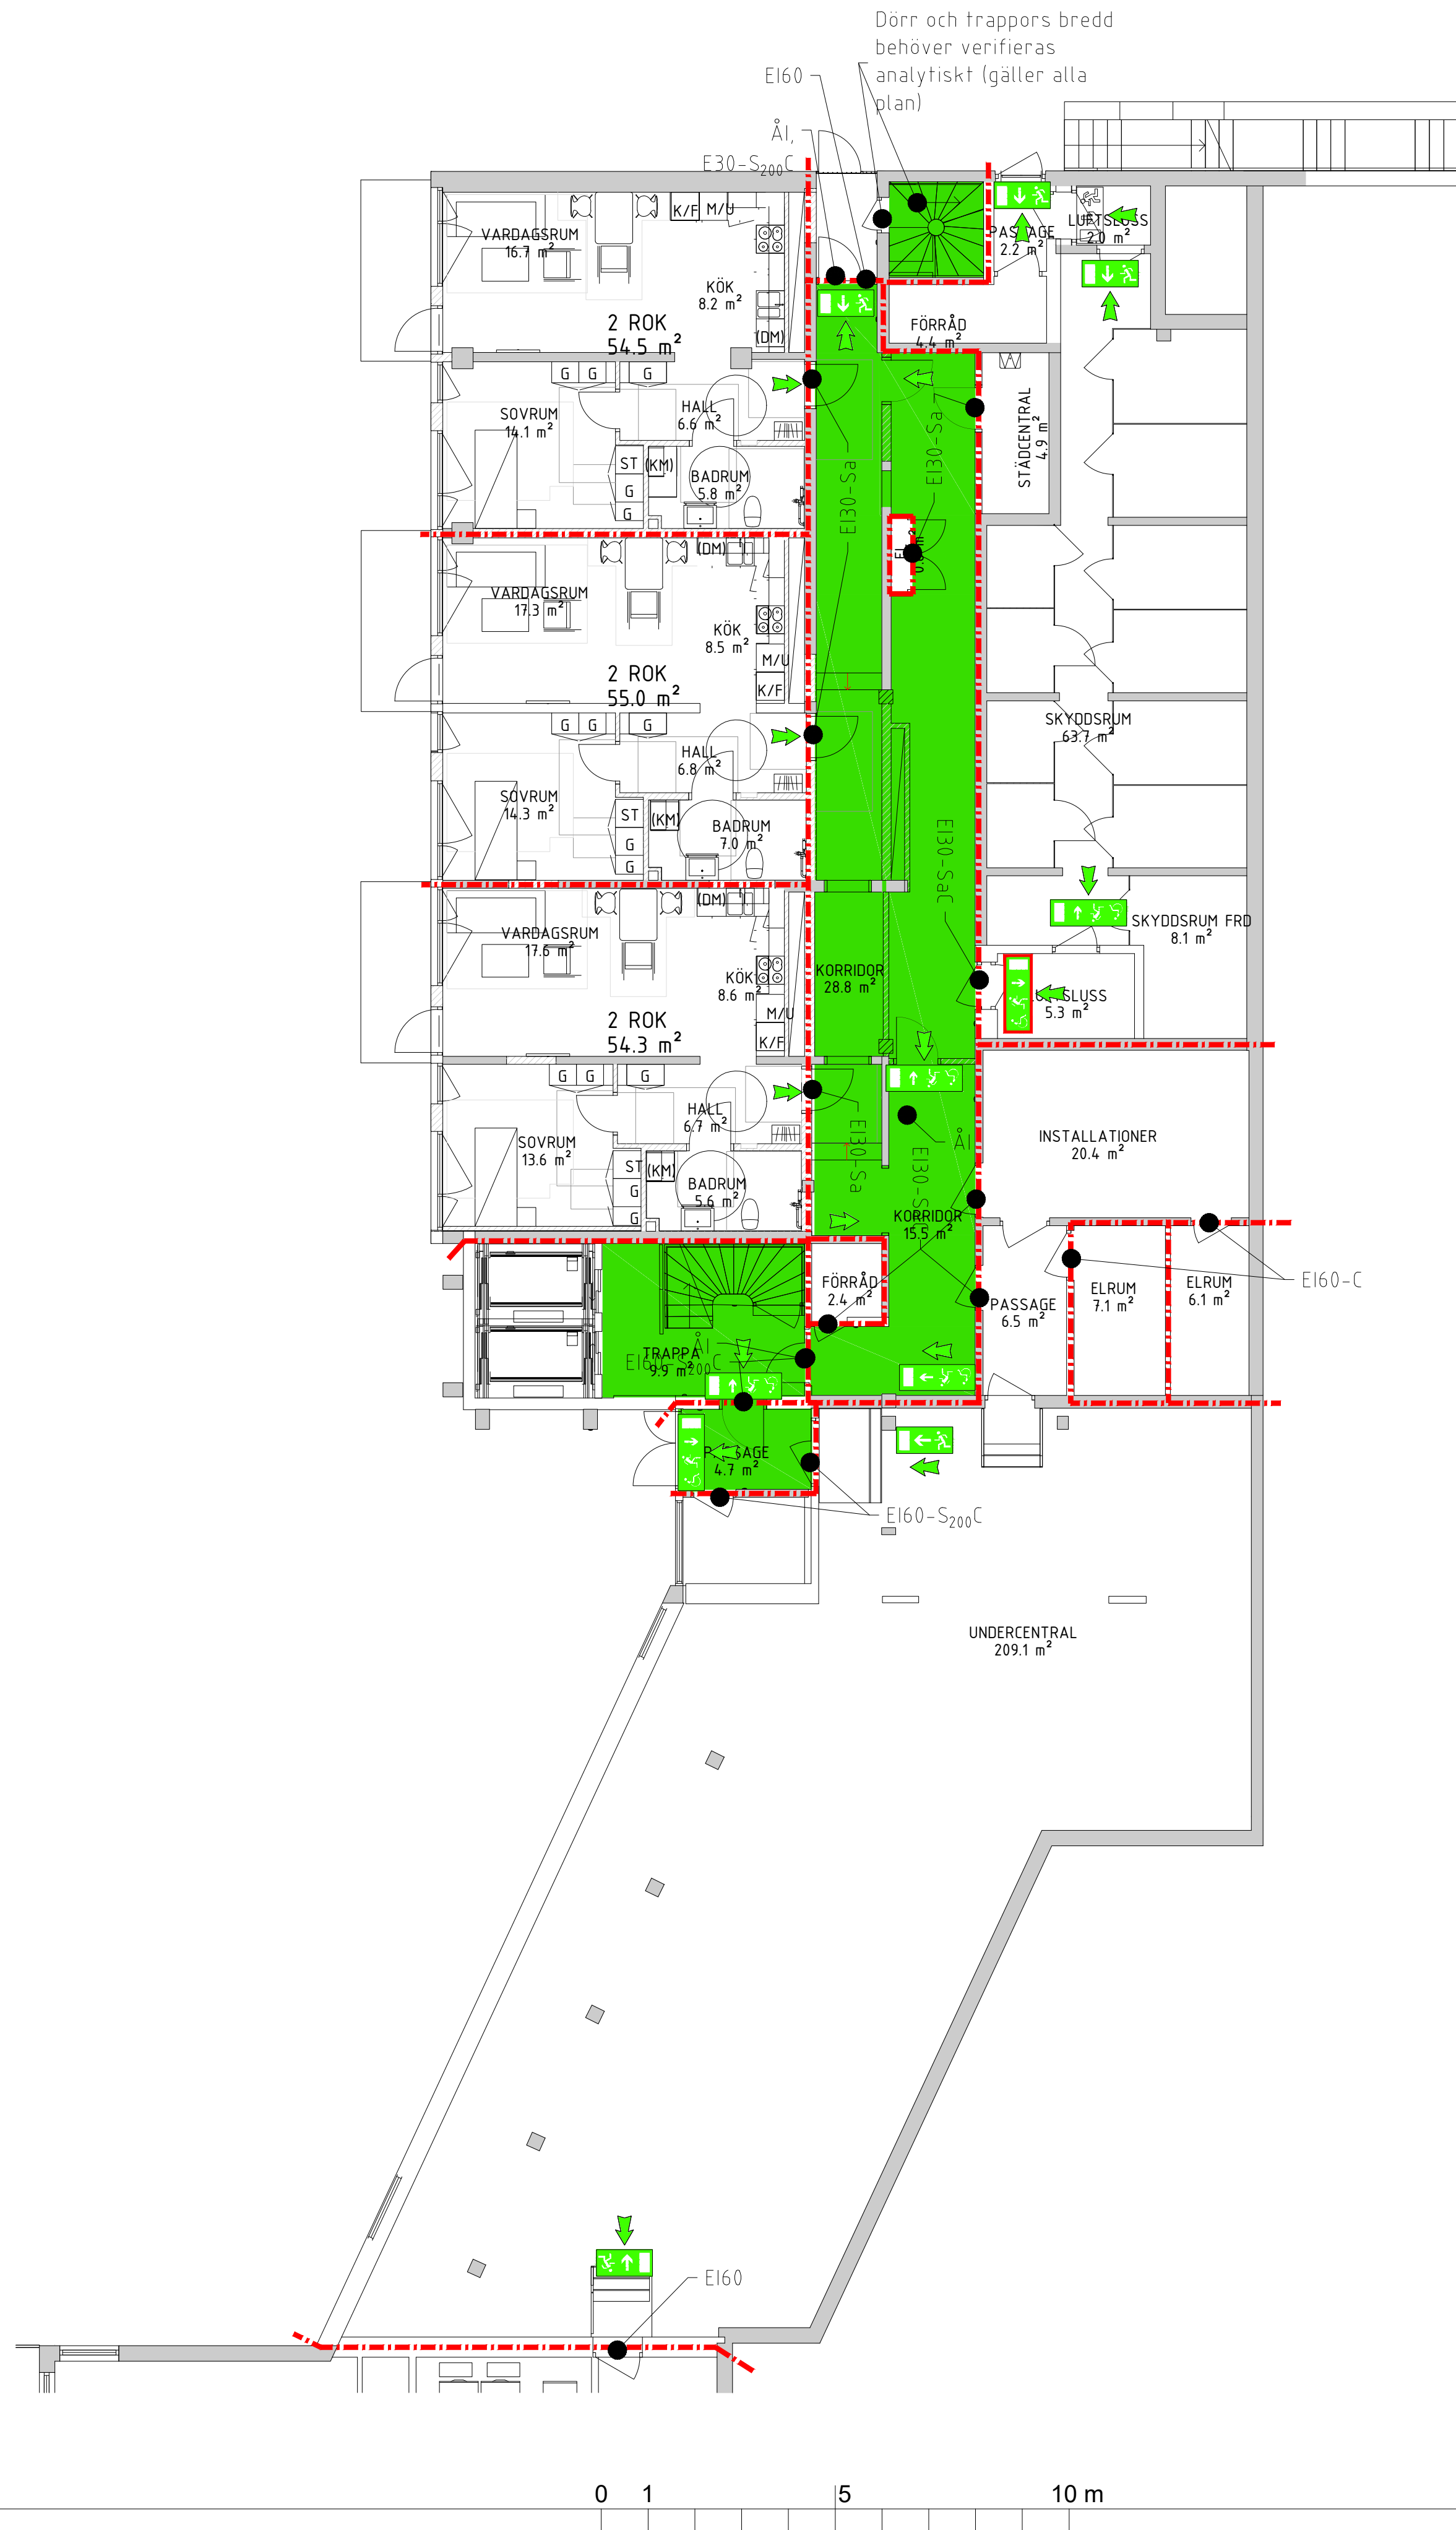 Dörr och trappors bredd
behöver verifieras
analytiskt (gäller alla
plan)
EI60
ÅI,
E30-S200C
VARDAGSRUM
16.7 m²
K/F
M/U
KÖK
8.2 m²
(DM)
2 ROK
54.5 m²
G
G
G
SOVRUM
14.1 m²
HALL
6.6 m²
ST
(KM)
G
G
BADRUM
5.8 m²
PASSAGE
2.2 m²
LUFTSLUSS
2.0 m²
FÖRRÅD
4.4 m²
STÄDCENTRAL
4.9 m²
EI30-Sa
EI30-Sa
VARDAGSRUM
17.3 m²
(DM)
KÖK
8.5 m²
M/U
K/F
2 ROK
55.0 m²
G
G
G
HALL
6.8 m²
SOVRUM
14.3 m²
ST
(KM)
G
G
BADRUM
7.0 m²
SKYDDSRUM
63.7 m²
EI30-SaC
SKYDDSRUM FRD
8.1 m²
VARDAGSRUM
17.6 m²
(DM)
KÖK
8.6 m²
M/U
K/F
2 ROK
54.3 m²
KORRIDOR
28.8 m²
LUFTSLUSS
5.3 m²
G
G
G
HALL
6.7 m²
SOVRUM
13.6 m²
ST
(KM)
G
G
BADRUM
5.6 m²
EI30-Sa
ÅI
INSTALLATIONER
20.4 m²
KORRIDOR
15.5 m²
FÖRRÅD
2.4 m²
PASSAGE
6.5 m²
ELRUM
7.1 m²
ELRUM
6.1 m²
EI60-C
ÅI
EI60-S200C
TRAPPA
9.9 m²
PASSAGE
4.7 m²
EI60-S200C
UNDERCENTRAL
209.1 m²
EI60
0 1 5 10 m